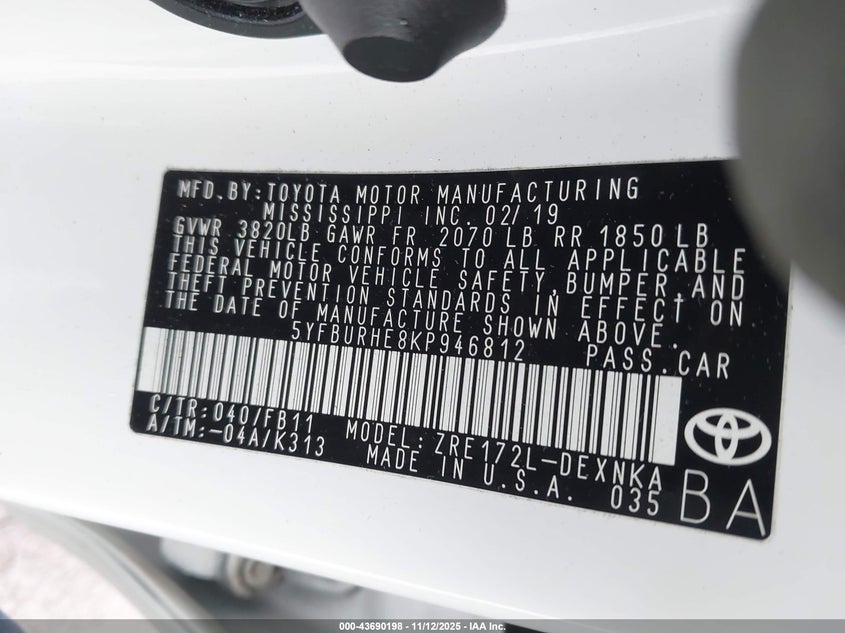 MFD. BY: TOYOTA MOTOR MANUFACTURING
MISSISSIPPI INC. 02/19
GVWR 3820LB GAWR FR 2070 LB RR 1850 LB
THIS VEHICLE CONFORMS TO ALL APPLICABLE
FEDERAL MOTOR VEHICLE SAFETY, BUMPER, AND
THEFT PREVENTION STANDARDS IN EFFECT ON
THE DATE OF MANUFACTURE SHOWN ABOVE.
5YFBURHE8KP946812 PASS.CAR
C/TR: 040/FB11 MODEL: ZRE172L-DEXNKA
A/TM: -04A/K313 MADE IN U.S.A. 035
BA
000-43690198 - 11/12/2025 - IAA Inc.